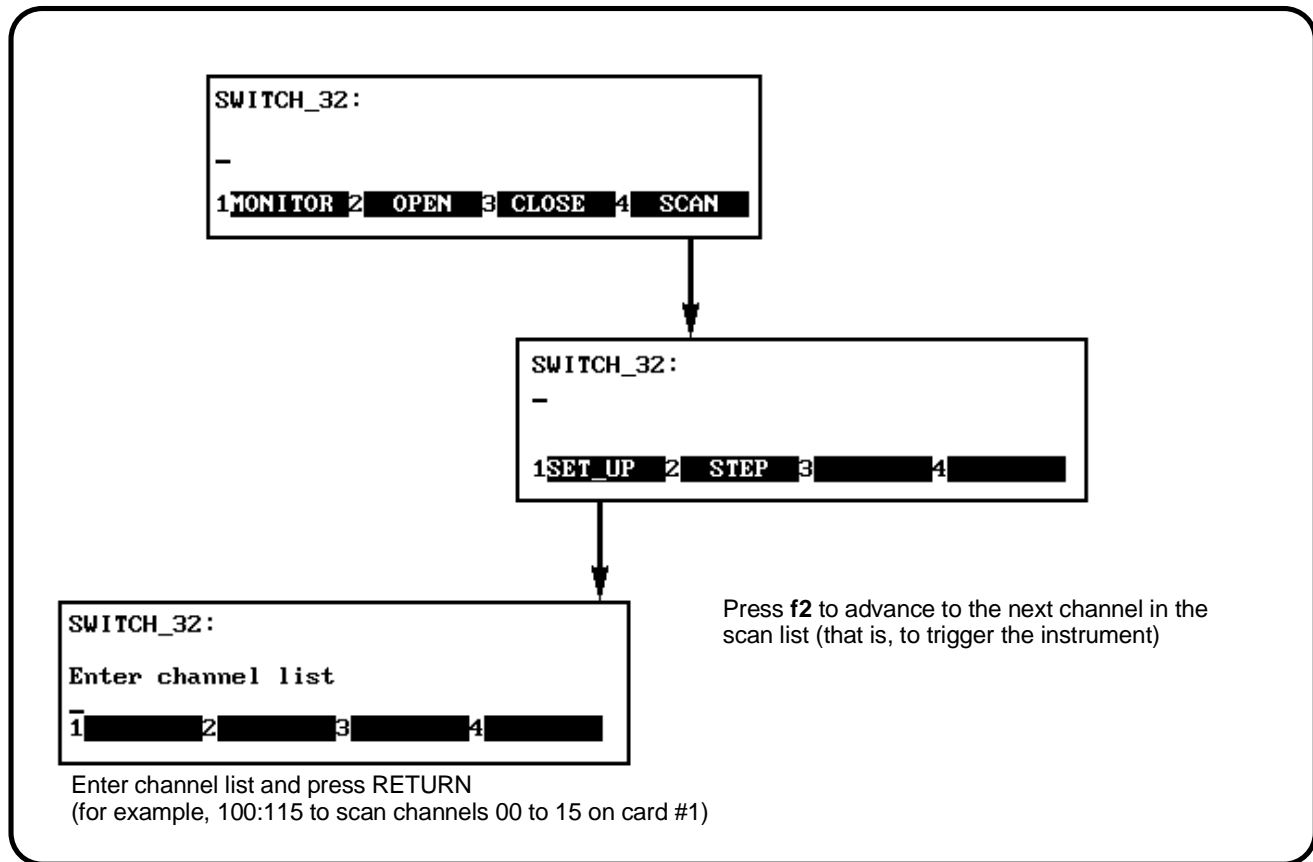 SWITCH_32:
1MONITOR 2 OPEN 3 CLOSE 4 SCAN
SWITCH_32:
1SET_UP 2 STEP 3 4
SWITCH_32:
Enter channel list
1 2 3 4
Press f2 to advance to the next channel in the
scan list (that is, to trigger the instrument)
Enter channel list and press RETURN
(for example, 100:115 to scan channels 00 to 15 on card #1)